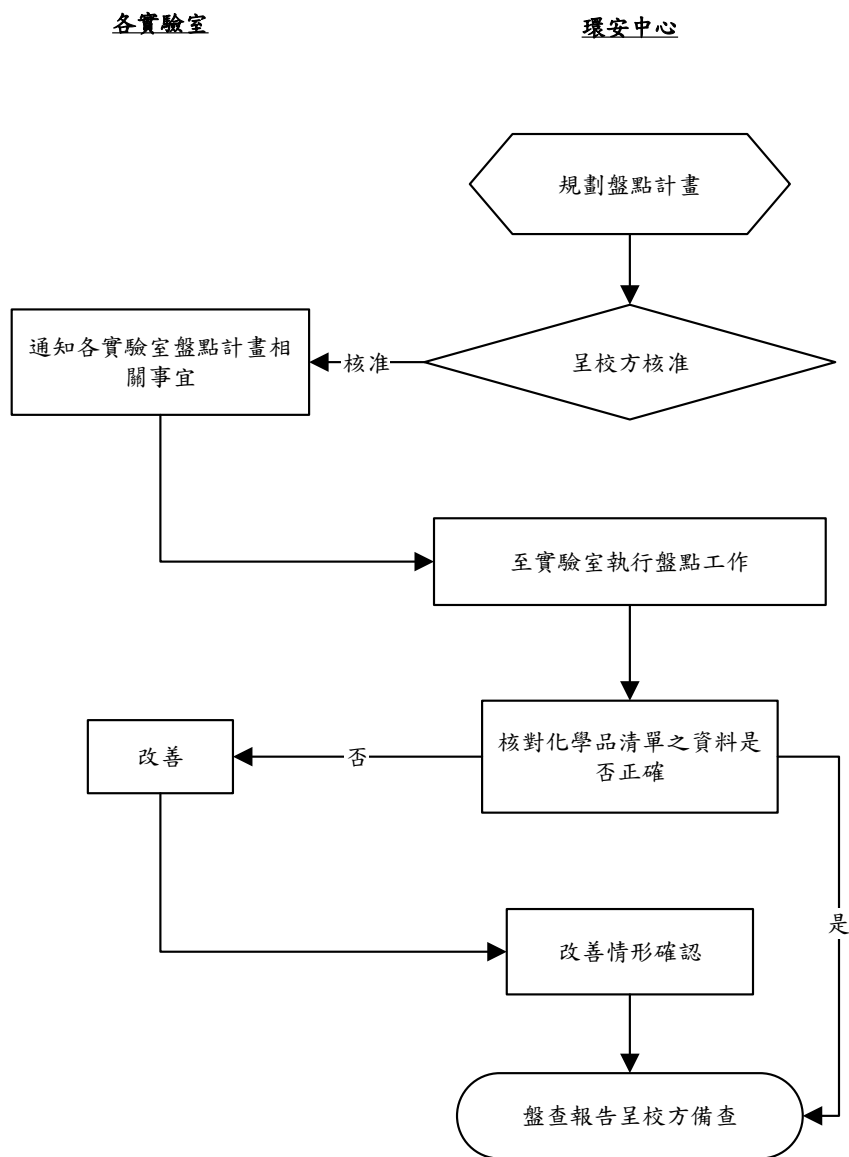 各實驗室
環安中心
規劃盤點計畫
通知各實驗室盤點計畫相
關事宜
核准
呈校方核准
至實驗室執行盤點工作
改善
否
核對化學品清單之資料是
否正確
是
改善情形確認
盤查報告呈校方備查